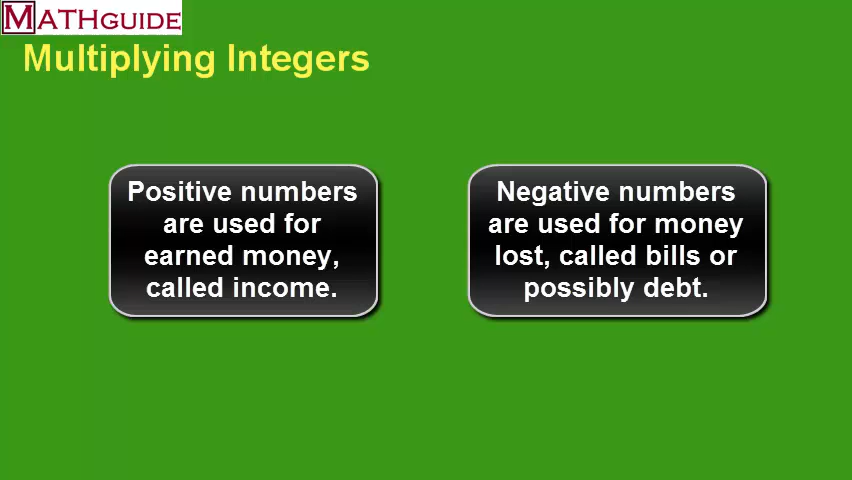 MATHGUIDE
Multiplying Integers
Positive numbers
are used for
earned money,
called income.
Negative numbers
are used for money
lost, called bills or
possibly debt.